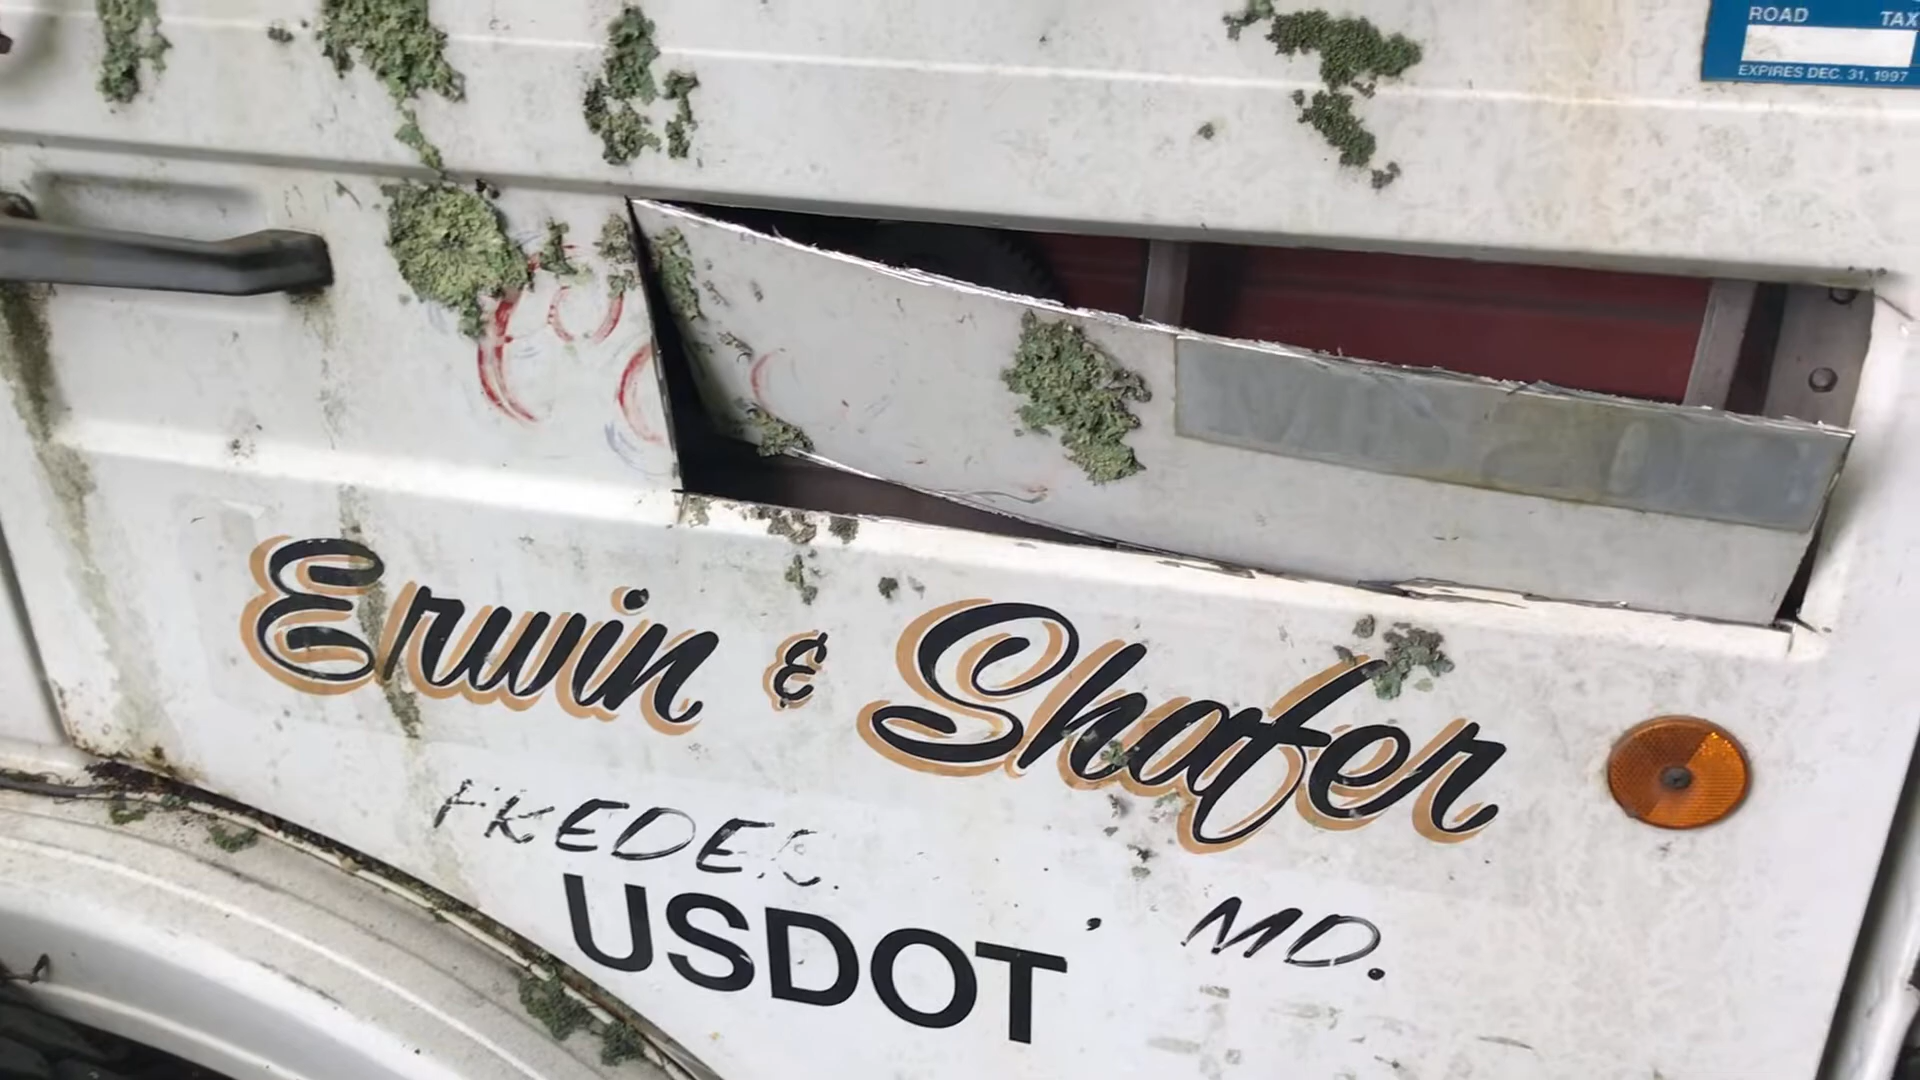 ROAD TAX
EXPIRES DEC. 31, 1997
Erwin & Shafer
MD.
USDOT